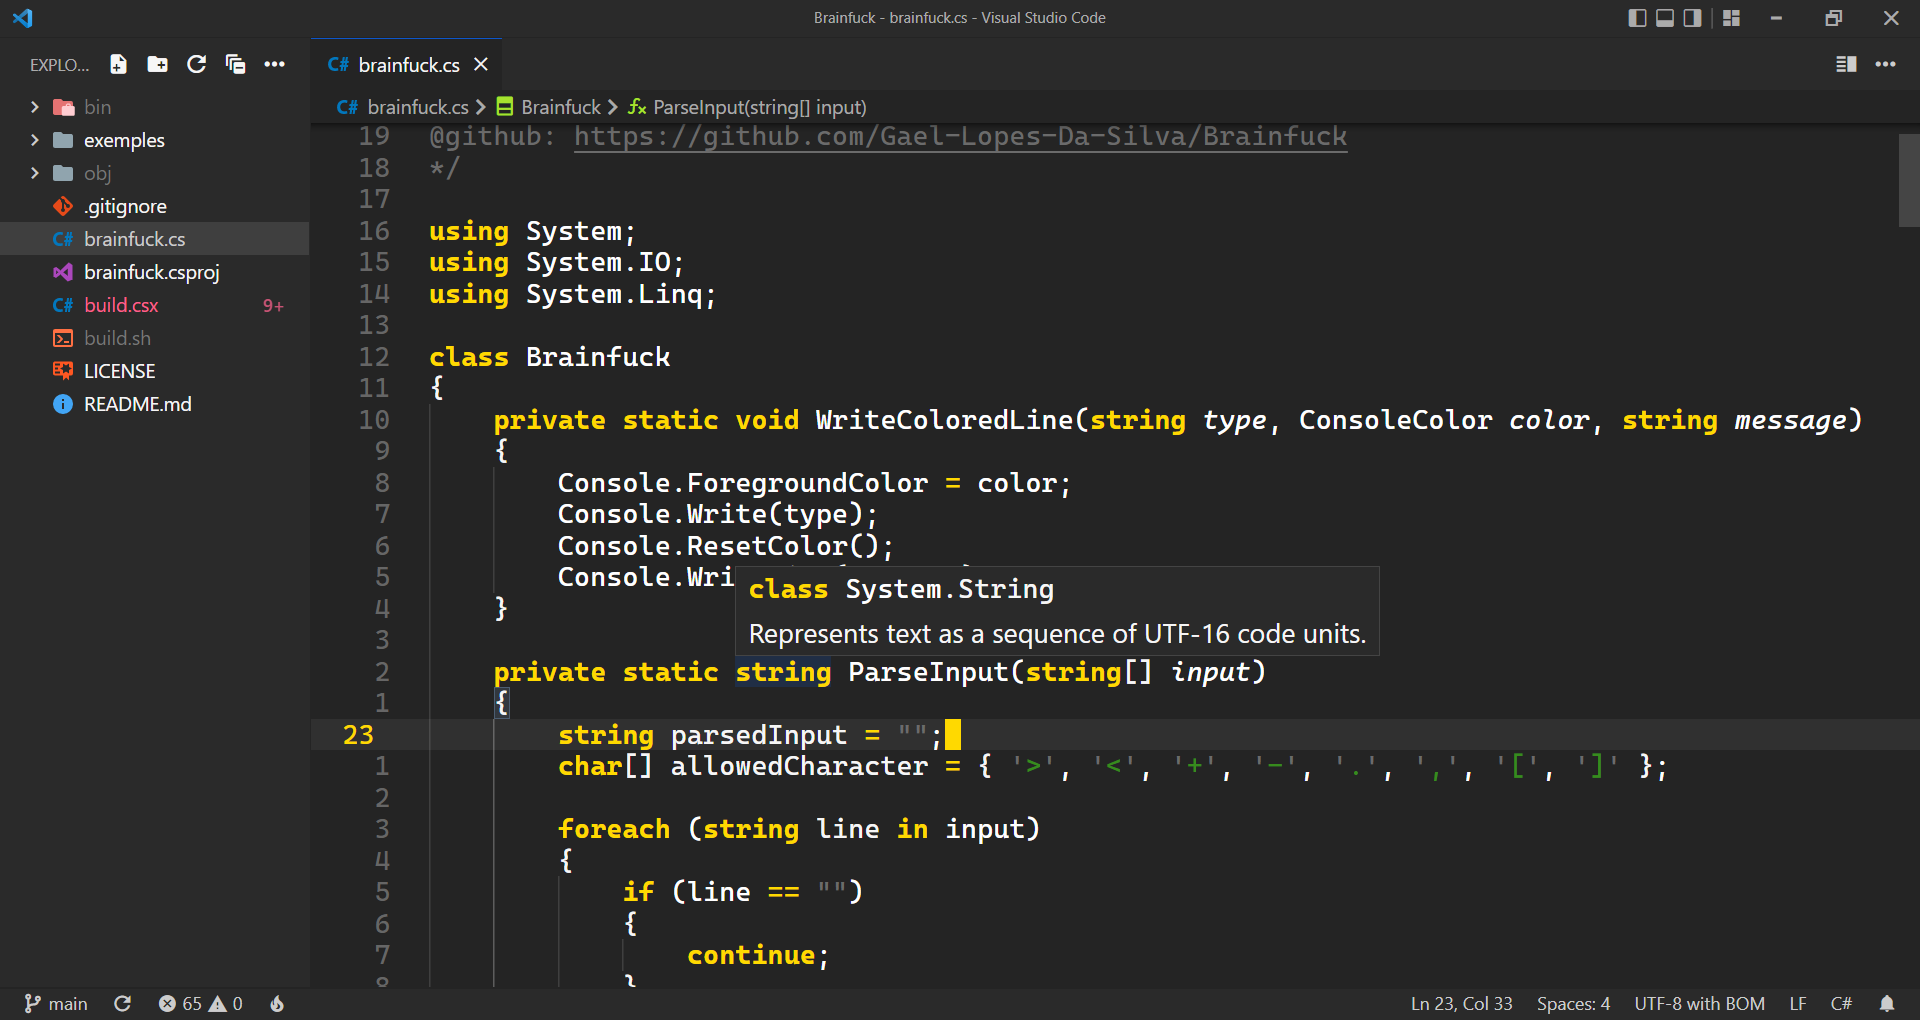 Brainfuck - brainfuck.cs - Visual Studio Code
EXPLO...
C# brainfuck.cs
C# brainfuck.cs > Brainfuck > ParseInput(string[] input)
bin
exemples
obj
.gitignore
C# brainfuck.cs
brainfuck.csproj
C# build.csx 9+
build.sh
LICENSE
README.md
19 @github: https://github.com/Gael-Lopes-Da-Silva/Brainfuck
18 */
17
16 using System;
15 using System.IO;
14 using System.Linq;
13
12 class Brainfuck
11 {
10 private static void WriteColoredLine(string type, ConsoleColor color, string message)
9 {
8 Console.ForegroundColor = color;
7 Console.Write(type);
6 Console.ResetColor();
5 Console.Wri
4 }
3
class System.String
Represents text as a sequence of UTF-16 code units.
2 private static string ParseInput(string[] input)
1 {
23 string parsedInput = "";
1 char[] allowedCharacter = { '>', '<', '+', '-', '.', ',', '[', ']' };
2
3 foreach (string line in input)
4 {
5 if (line == "")
6 {
7 continue;
8 }
main 65 0
Ln 23, Col 33 Spaces: 4 UTF-8 with BOM LF C#